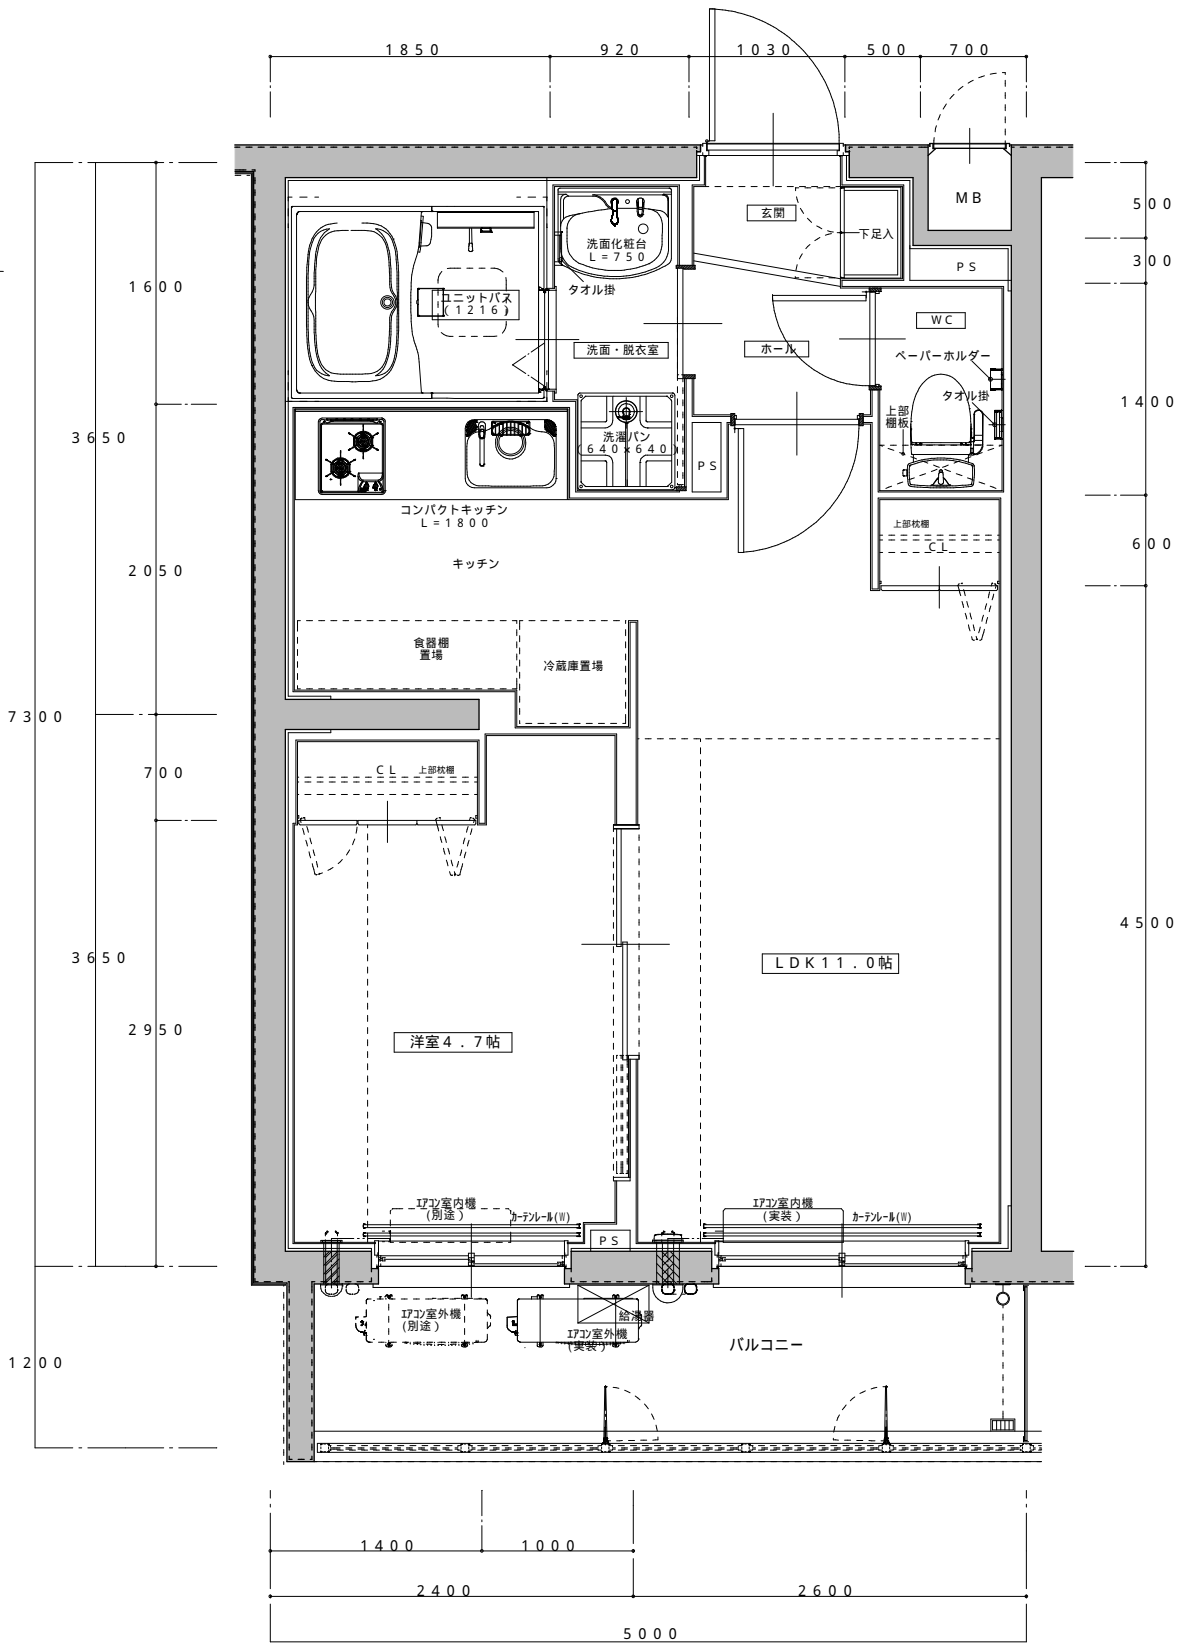 1850
920
1030
500
700
MB
500
玄関
下足入
洗面化粧台
L=750
300
PS
1600
タオル掛
ユニットバス
(1216)
WC
洗面・脱衣室
ホール
ペーパーホルダー
タオル掛
1400
上部
棚板
3650
洗濯パン
(640×640)
PS
コンパクトキッチン
L=1800
上部枕棚
CL
600
キッチン
2050
食器棚
置場
冷蔵庫置場
7300
700
CL
上部枕棚
4500
3650
LDK11.0帖
2950
洋室4.7帖
エアコン室内機
(別途)
カーテンレール(W)
エアコン室内機
(実装)
カーテンレール(W)
PS
エアコン室外機
(別途)
給湯器
エアコン室外機
(実装)
バルコニー
1200
1400
1000
2400
2600
5000